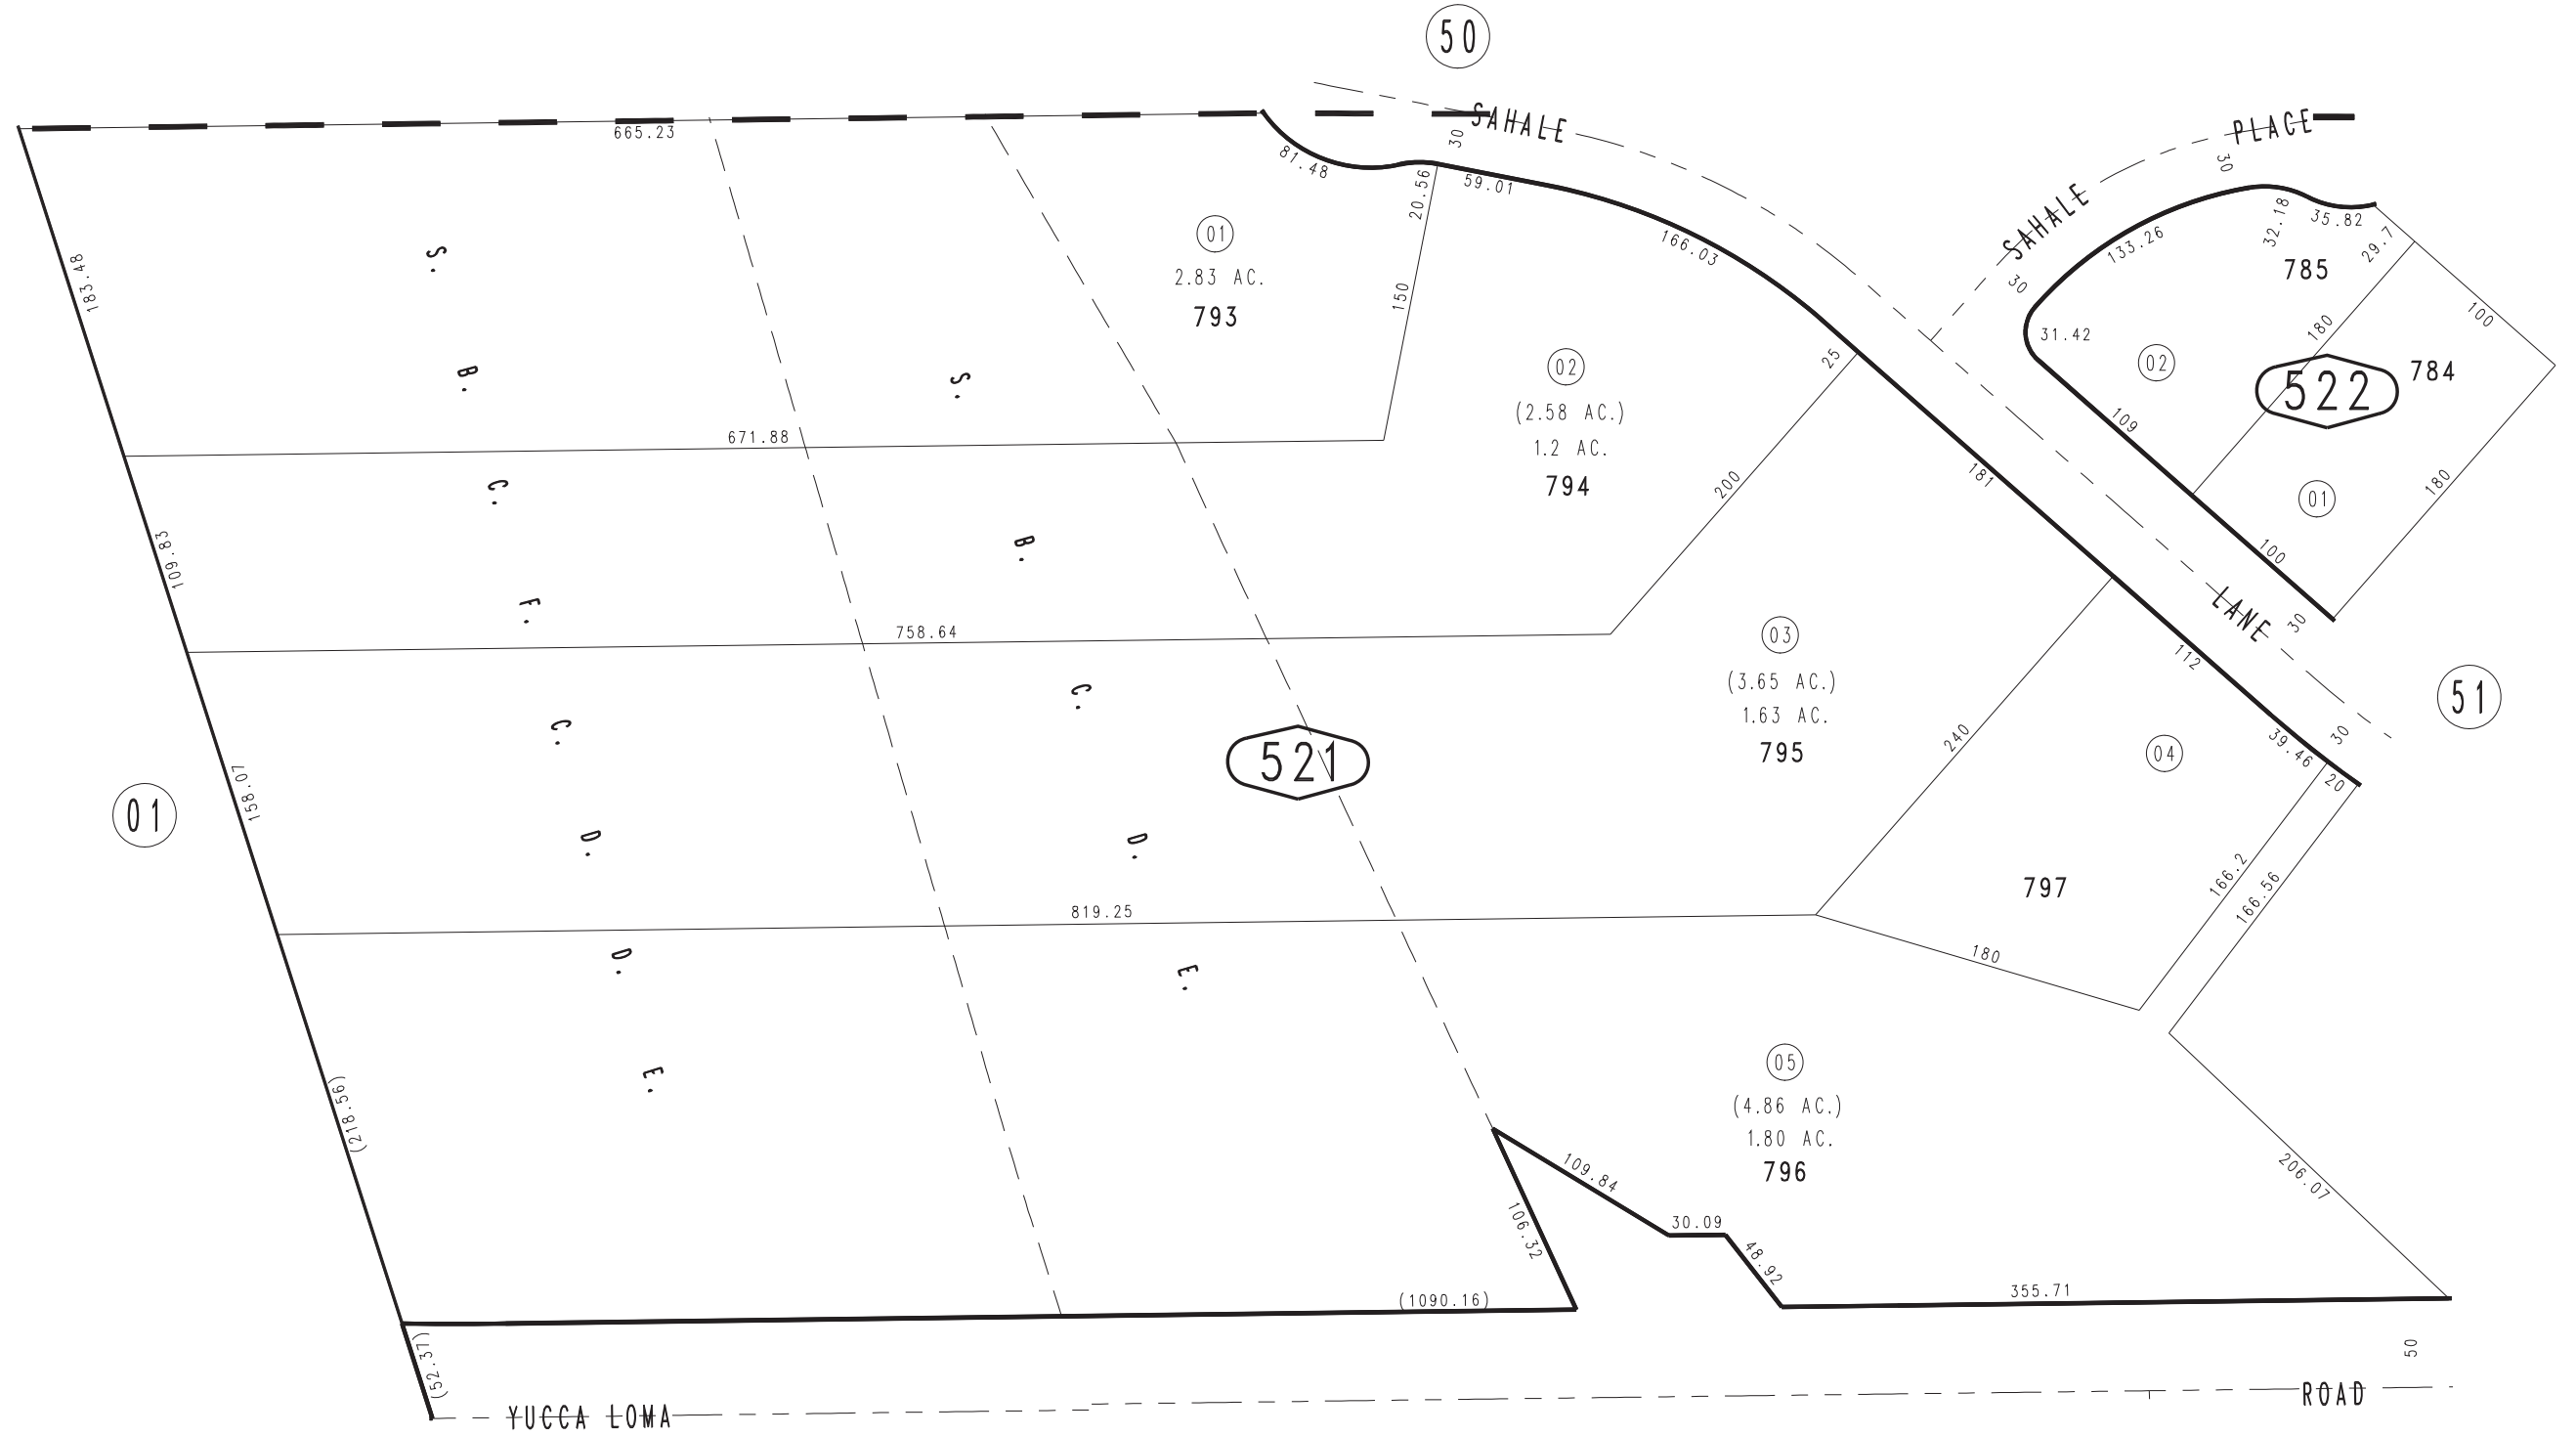 50
SAHALE
PLACE
665.23
30
81.48
20.56
59.01
SAHALE
30
133.26
32.18
35.82
29.7
785
01
2.83 AC.
793
183.48
S.
150
166.03
30
31.42
180
100
02
784
522
B.
S.
671.88
02
(2.58 AC.)
1.2 AC.
794
25
109
01
180
200
181
C.
109.83
B.
100
F.
LANE
30
758.64
03
(3.65 AC.)
1.63 AC.
795
112
51
C.
C.
521
240
04
39.46
30
20
158.07
01
D.
D.
797
166.2
166.56
819.25
180
D.
E.
05
(4.86 AC.)
1.80 AC.
796
E.
(218.56)
109.84
206.07
106.32
30.09
48.92
(1090.16)
355.71
(52.37)
50
YUCCA LOMA
ROAD